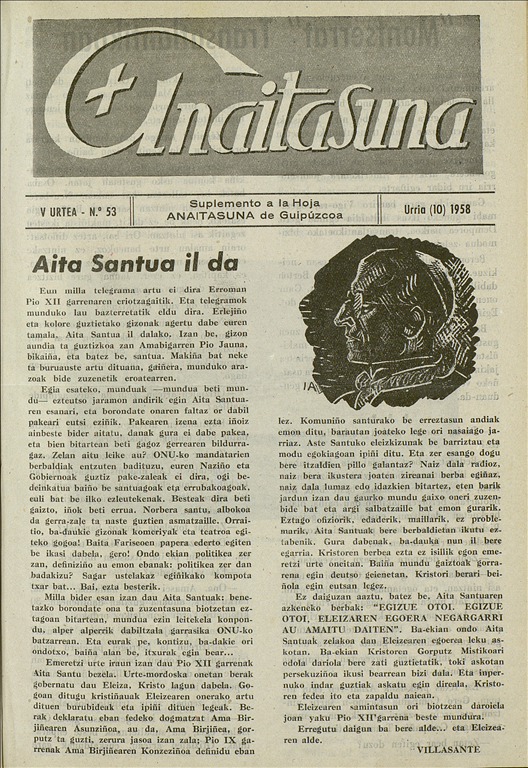 Anaitasuna
V URTEA - N.º 53
Suplemento a la Hoja
ANAITASUNA de Guipúzcoa
Urria (10) 1958
Aita Santua il da
Eun milla telegrama artu ei dira Erroman
Pio XII garrenaren eriotzagaitik. Eta telegramok
munduko lau bazterretatik eldu dira. Erlejiño
eta kolore guztietako gizonak agertu dabe euren
tamala, Aita Santua il dalako. Izan be, gizon
aundia ta guztizkoa zan Amabigarren Pio Jauna,
bikaiña, eta batez be, santua. Makiña bat neke
ta buruauste artu dituana, gaiñera, munduko ara-
zoak bide zuzenetik eroatearren.
Egia esateko, munduak —mundua beti mun-
du— ezteutso jaramon andirik egin Aita Santua-
ren esanari, eta borondate onaren faltaz or dabil
pakeari eutsi eziñik. Pakearen izena ezta iñoiz
ainbeste bider aitatu, danak gura ei dabe pakea,
eta bien bitartean beti gagoz gerrearen bildurra-
gaz. Zelan aitu leike au? ONU-ko mandatarien
berbaldiak entzuten badituzu, euren Naziño eta
Gobiernoak guztiz pake-zaleak ei dira, ogi be-
deinkatua baiño be santuagoak eta errubakoagoak,
euli bat be ilko ezleutekenak. Besteak dira beti
gaizto, iñok beti errua. Norbera santu, albokoa
da gerra-zale ta naste guztien asmatzaille. Orrai-
tio, ba-daukie gizonak komeriyak eta teatroa egi-
teko gogoa! Baita Fariseoen papera ederto egiten
be ikasi dabela, gero! Ondo ekian politikea zer
zan, definiziño au emon ebanak: politikea zer dan
badakizu? Sagar ustelakaz egiñikako kompota
txar bat... Bai, ezta besterik.
Milla bider esan izan dau Aita Santuak: bene-
tazko borondate ona ta zuzentasuna biotzetan ez-
tagoan bitartean, mundua ezin leitekela konpon-
du, alper alperrik dabiltzala garrasika ONU-ko
batzarrean. Eta eurak pe, kontizu, ba-dakie ori
ondotxo, baiña alan be, itxurak egin bear...
Emeretzi urte iraun izan dau Pio XII garrenak
Aita Santu bezela. Urte-mordoska onetan berak
gobernatu dau Eleiza, Kristo lagun dabela. Go-
goan ditugu kristiñauak Eleizearen onerako artu
dituen burubideak eta ipiñi dituen legeak. Be-
rak deklaratu eban fedeko dogmatzat Ama Bir-
jiñearen Asunziñoa, au da, Ama Birjiñea, gor-
putz ta guzti, zerura jasoa izan zala; Pio IX ga-
rrenak Ama Birjiñearen Konzeziñoa definidu eban
IA
lez. Komuniño santurako be erreztasun andiak
emon ditu, barautan joateko lege ori nasaiago ja-
rriaz. Aste Santuko eleizkizunak be barriztau eta
modu egokiagoan ipiñi ditu. Eta zer esango dogu
bere itzaldien pillo galantaz? Naiz dala radioz,
naiz bera ikustera joaten zireanai berba egiñaz,
naiz dala lumaz edo idazkien bitartez, eten barik
jardun izan dau gaurko mundu gaixo oneri zuzen-
bide bat eta argi salbatzaille bat emon gurarik.
Eztago ofiziorik, edaderik, maillarik, ez proble-
marik, Aita Santuak bere berbaldietan ikutu ez-
tabenik. Gura dabenak, ba-dauka nun il bere
egarria. Kristoren berbea ezta ez isillik egon eme-
retzi urte oneitan. Baiña mundu gaiztoak gorra-
rena egin deutso geienetan. Kristori berari bei-
ñola egin eutsan legez.
Ez daiguzan aaztu, batez be, Aita Santuaren
azkeneko berbak: "EGIZUE OTOI. EGIZUE
OTOI, ELEIZAREN EGOERA NEGARGARRI
AU AMAITU DAITEN". Ba-ekian ondo Aita
Santuak zelakoa dan Eleizearen egoerea leku as-
kotan. Ba-ekian Kristoren Gorputz Mistikoari
odola dariola bere zati guztietatik, toki askotan
persekuziñoa ikusi bearrean bizi dala. Eta inper-
nuko indar guztiak askatu egin direala, Kristo-
ren fedea ito eta zapaldu naiean.
Eleizearen samintasun ori biotzean daroiela
joan yaku Pio XII'garrena beste mundura.
Erregutu daigun ba bere alde... eta Eleizea-
ren alde.
VILLASANTE